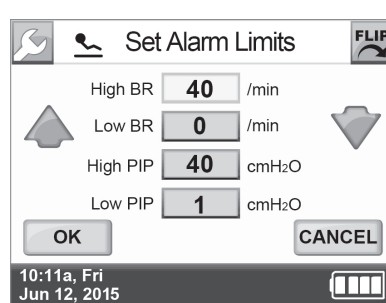 Set Alarm Limits
FLIP
High BR 40 /min
Low BR 0 /min
High PIP 40 cmH2O
Low PIP 1 cmH2O
OK
CANCEL
10:11a, Fri
Jun 12, 2015